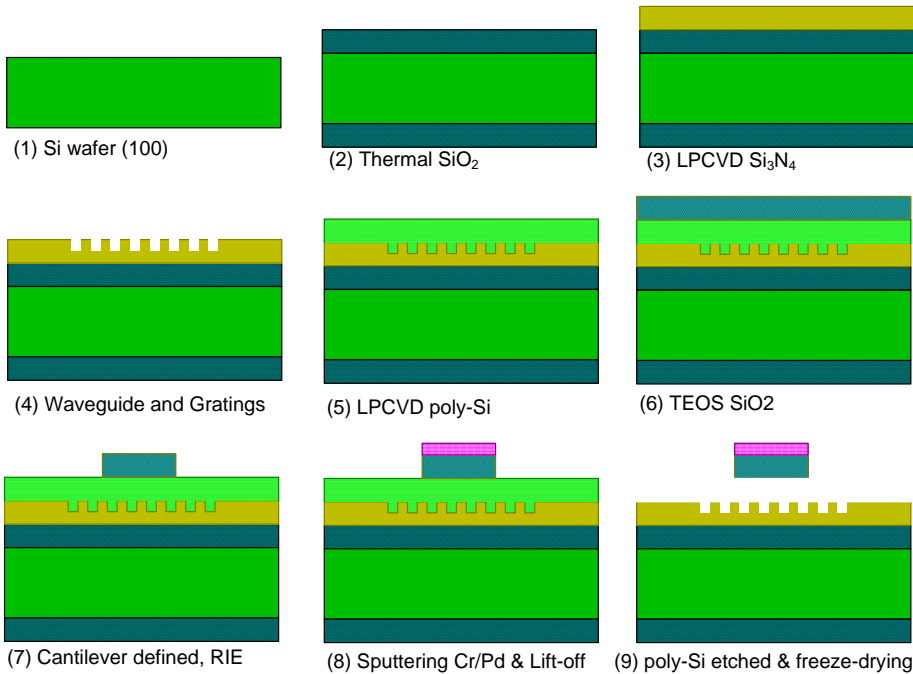 (1) Si wafer (100)
(2) Thermal SiO₂
(3) LPCVD Si₃N₄
(4) Waveguide and Gratings
(5) LPCVD poly-Si
(6) TEOS SiO2
(7) Cantilever defined, RIE
(8) Sputtering Cr/Pd & Lift-off
(9) poly-Si etched & freeze-drying